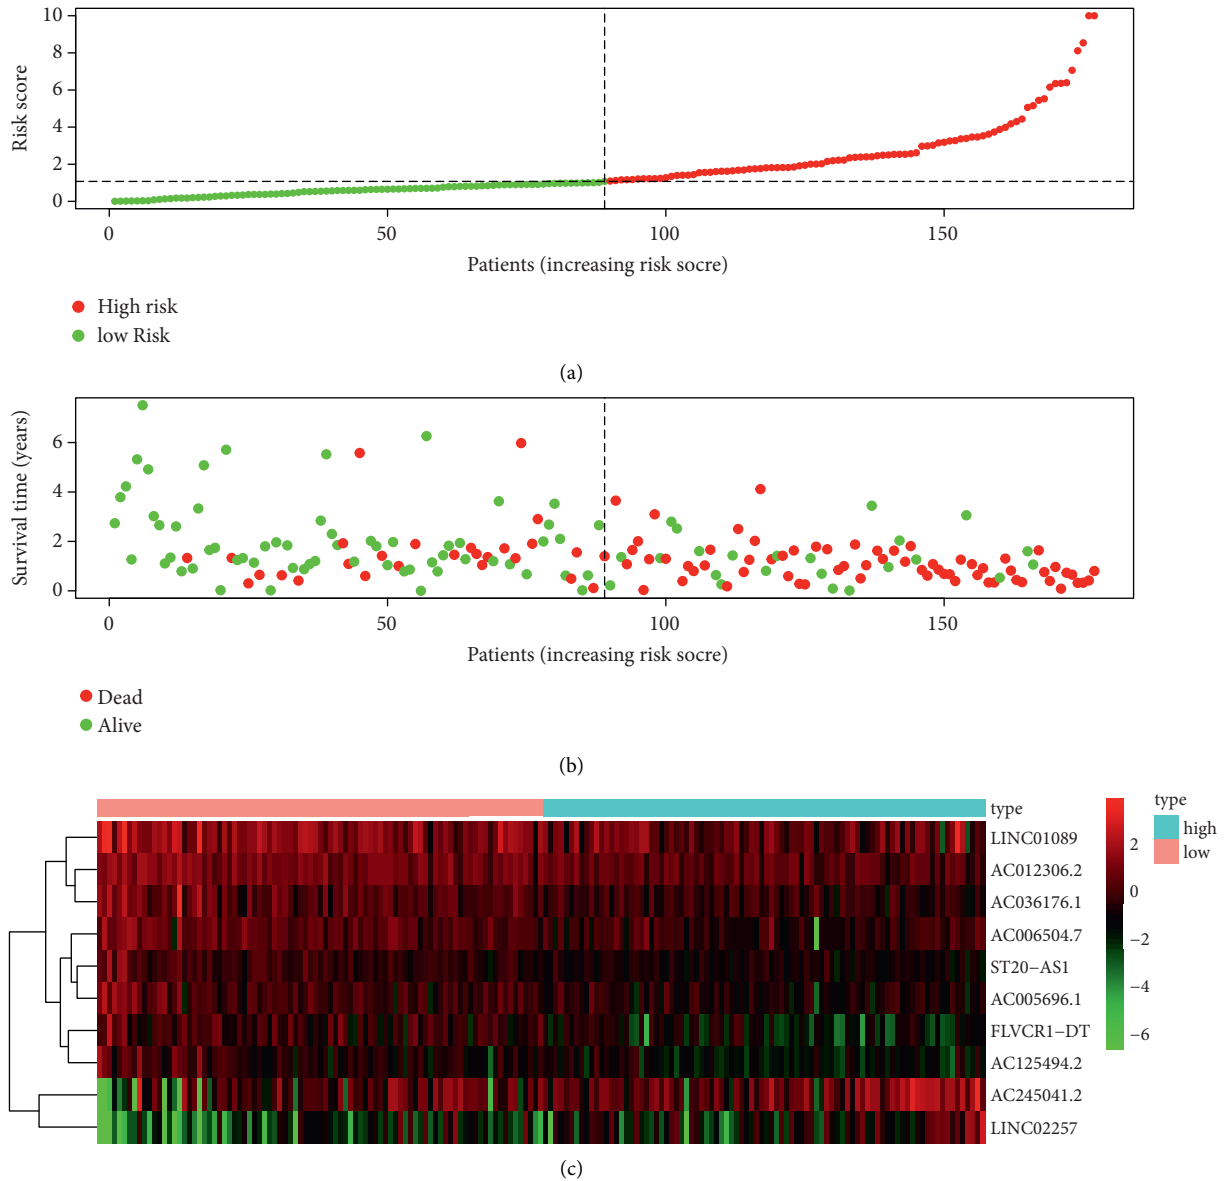 Risk score
10
8
6
4
2
0
0 50 100 150
Patients (increasing risk socre)
High risk
low Risk
(a)
Survival time (years)
6
4
2
0
0 50 100 150
Patients (increasing risk socre)
Dead
Alive
(b)
type
LINC01089
AC012306.2
AC036176.1
AC006504.7
ST20−AS1
AC005696.1
FLVCR1−DT
AC125494.2
AC245041.2
LINC02257
2
0
−2
−4
−6
type
high
low
(c)